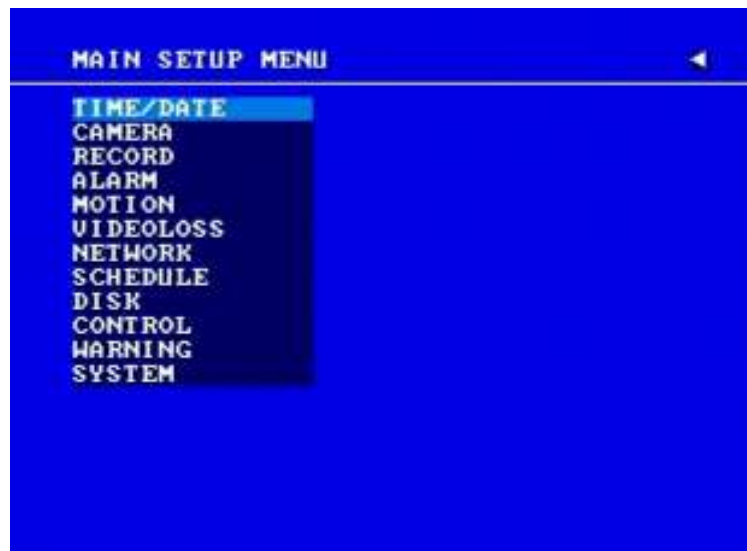 MAIN SETUP MENU
TIME/DATE
CAMERA
RECORD
ALARM
MOTION
VIDEOLOSS
NETWORK
SCHEDULE
DISK
CONTROL
WARNING
SYSTEM